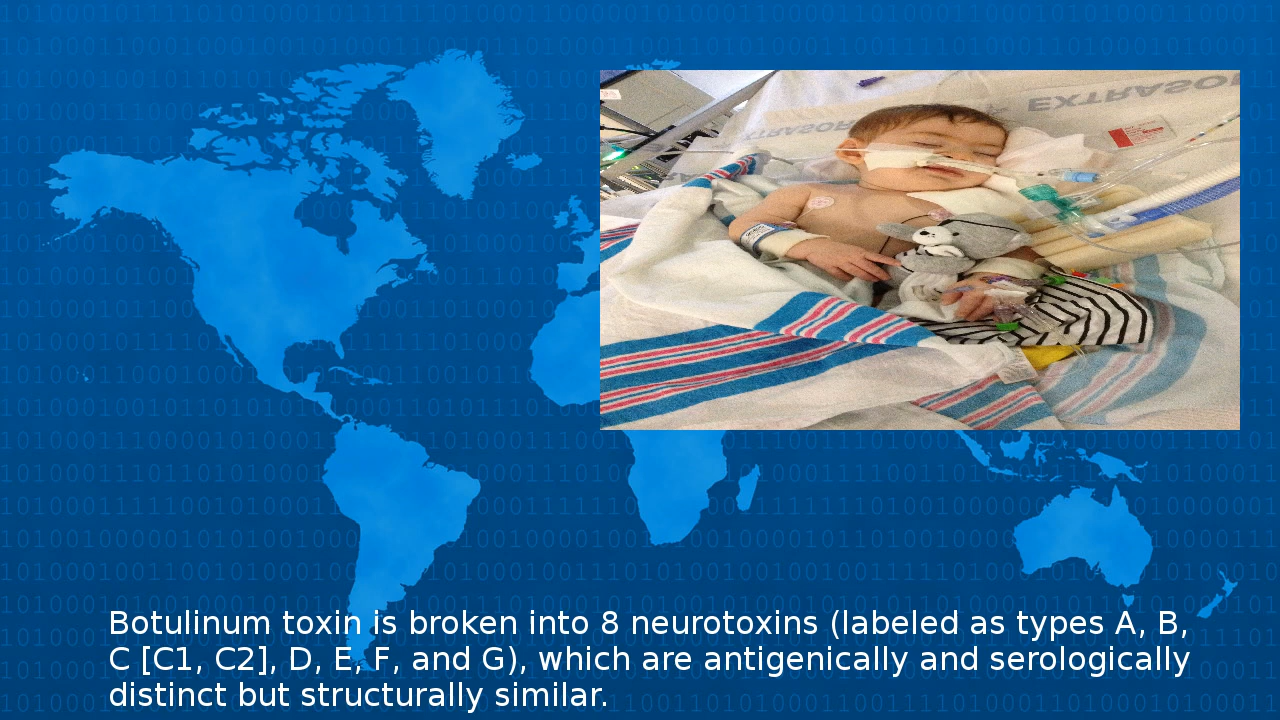 EXTRASOR
Botulinum toxin is broken into 8 neurotoxins (labeled as types A, B,
C [C1, C2], D, E, F, and G), which are antigenically and serologically
distinct but structurally similar.